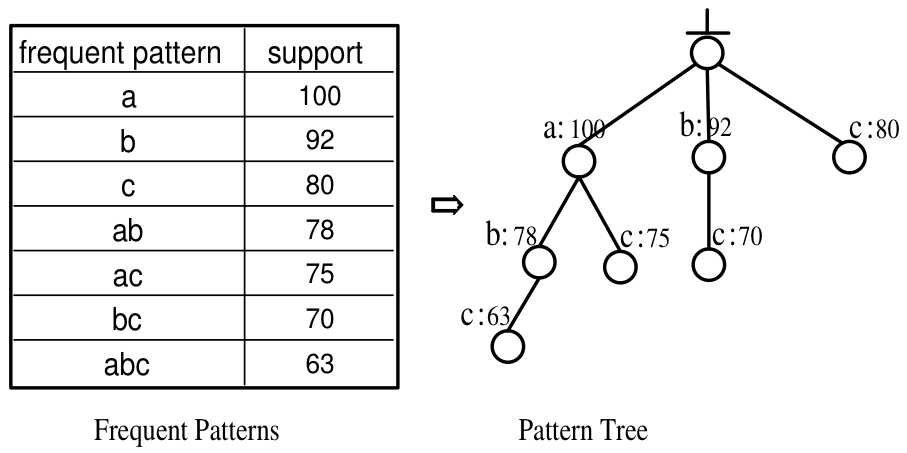 frequent pattern support
a 100
b 92
c 80
ab 78
ac 75
bc 70
abc 63
Frequent Patterns
a: 100
b: 92
c:80
b: 78
c:75
c:70
c:63
Pattern Tree